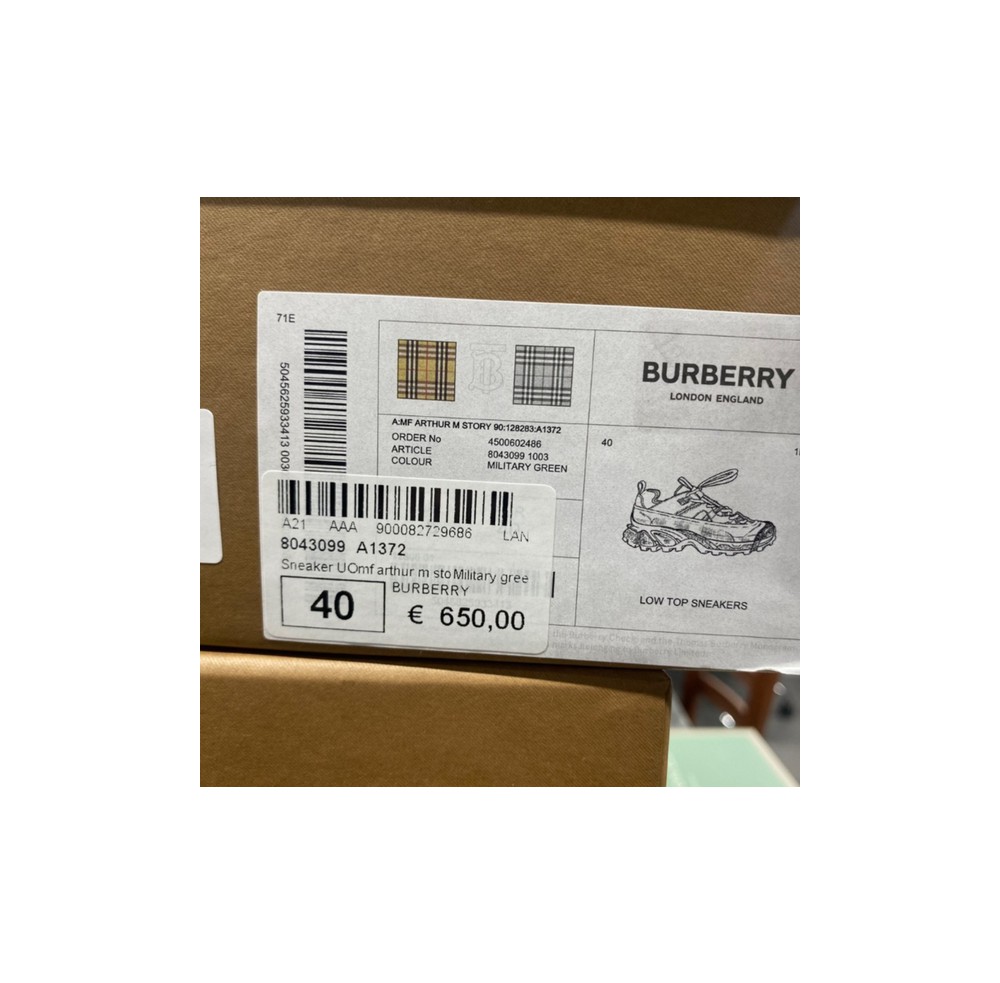 71E
5045625933413 003
BURBERRY
LONDON ENGLAND
A:MF ARTHUR M STORY 90:128283:A1372
ORDER No 4500602486
ARTICLE 8043099 1003
COLOUR MILITARY GREEN
40
LOW TOP SNEAKERS
A21 AAA 900082729686 LAN
8043099 A1372
Sneaker UOmf arthur m sto Military gree
BURBERRY
40
€ 650,00